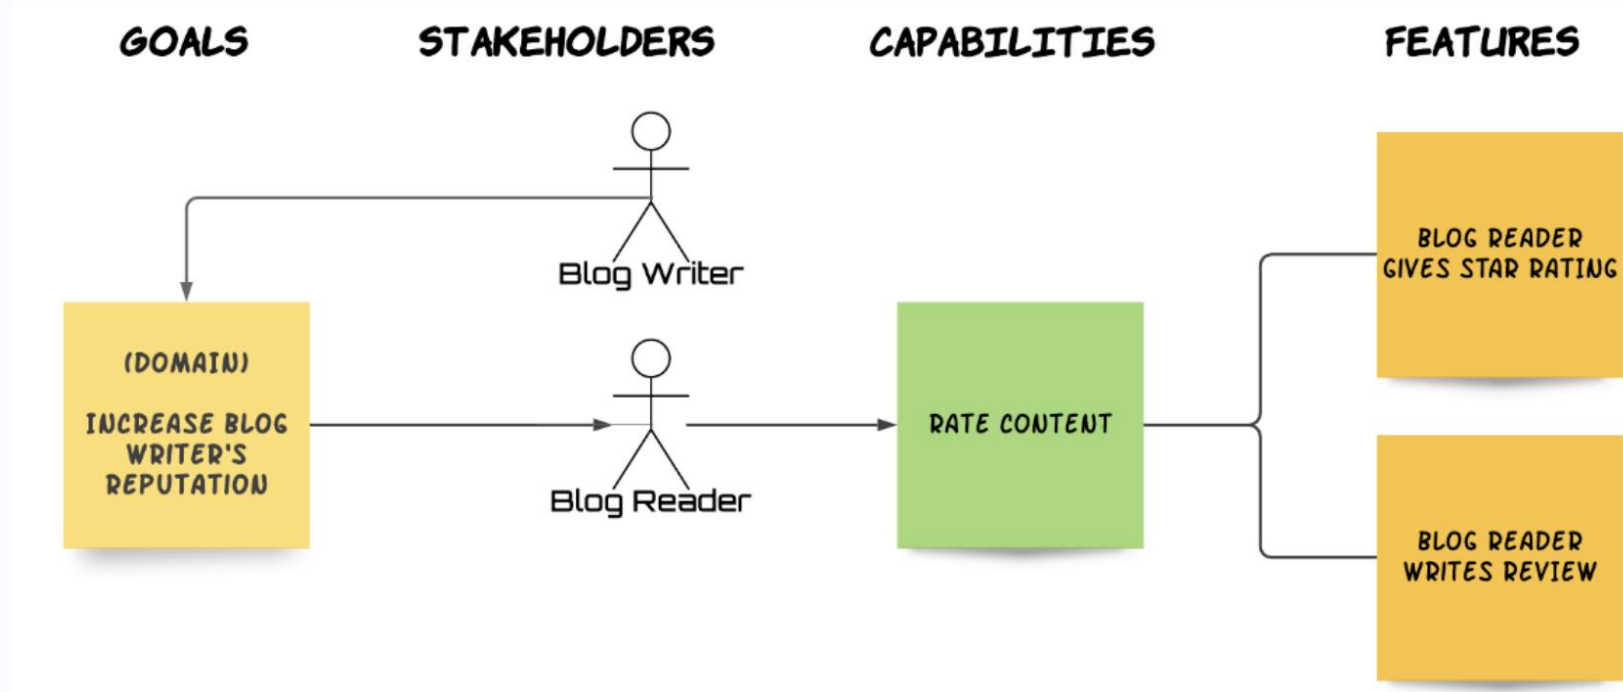 GOALS
STAKEHOLDERS
CAPABILITIES
FEATURES
Blog Writer
(DOMAIN)
INCREASE BLOG
WRITER'S
REPUTATION
Blog Reader
RATE CONTENT
BLOG READER
GIVES STAR RATING
BLOG READER
WRITES REVIEW